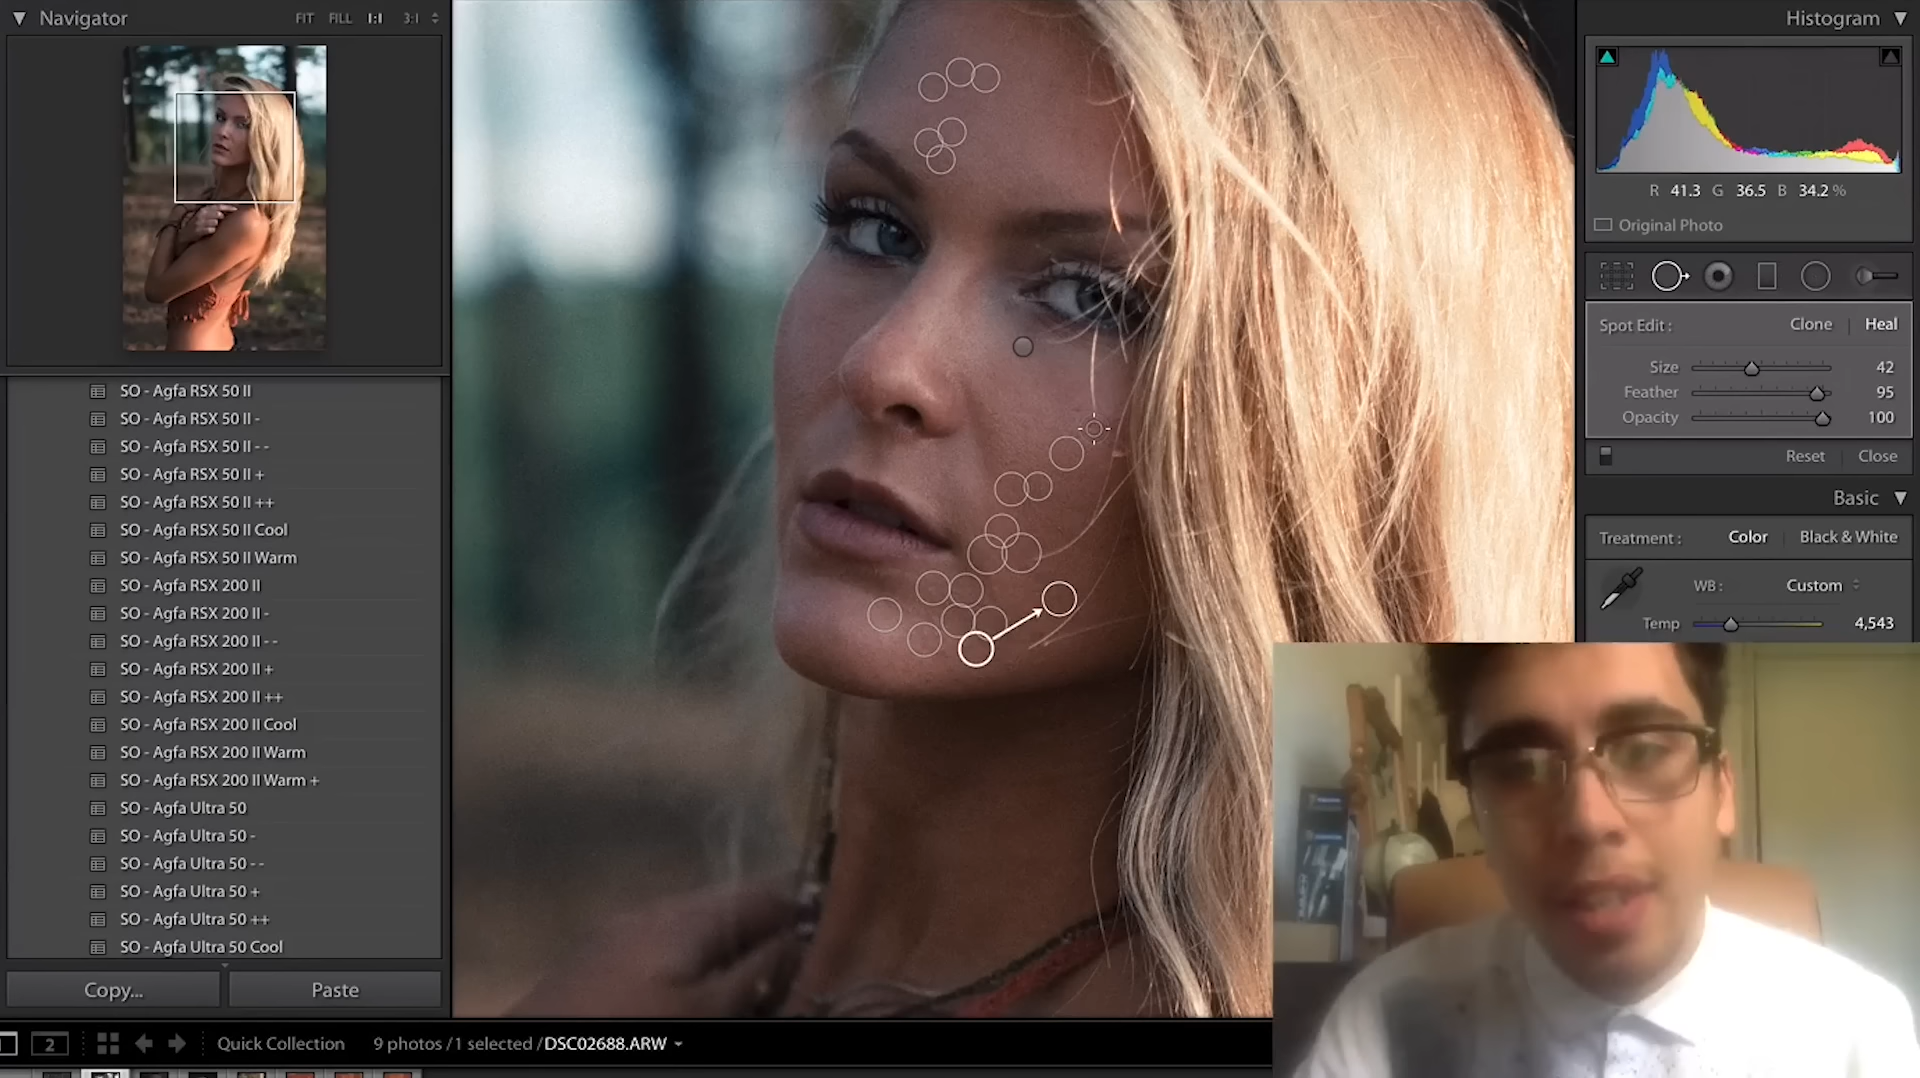 Navigator
FIT FILL 1:1 3:1
SO - Agfa RSX 50 II
SO - Agfa RSX 50 II -
SO - Agfa RSX 50 II - -
SO - Agfa RSX 50 II +
SO - Agfa RSX 50 II ++
SO - Agfa RSX 50 II Cool
SO - Agfa RSX 50 II Warm
SO - Agfa RSX 200 II
SO - Agfa RSX 200 II -
SO - Agfa RSX 200 II - -
SO - Agfa RSX 200 II +
SO - Agfa RSX 200 II ++
SO - Agfa RSX 200 II Cool
SO - Agfa RSX 200 II Warm
SO - Agfa RSX 200 II Warm +
SO - Agfa Ultra 50
SO - Agfa Ultra 50 -
SO - Agfa Ultra 50 - -
SO - Agfa Ultra 50 +
SO - Agfa Ultra 50 ++
SO - Agfa Ultra 50 Cool
Copy...
Paste
2
Quick Collection
9 photos / 1 selected / DSC02688.ARW
Histogram
R 41.3 G 36.5 B 34.2 %
Original Photo
Spot Edit : Clone | Heal
Size 42
Feather 95
Opacity 100
Reset Close
Basic
Treatment : Color | Black & White
WB : Custom
Temp 4,543